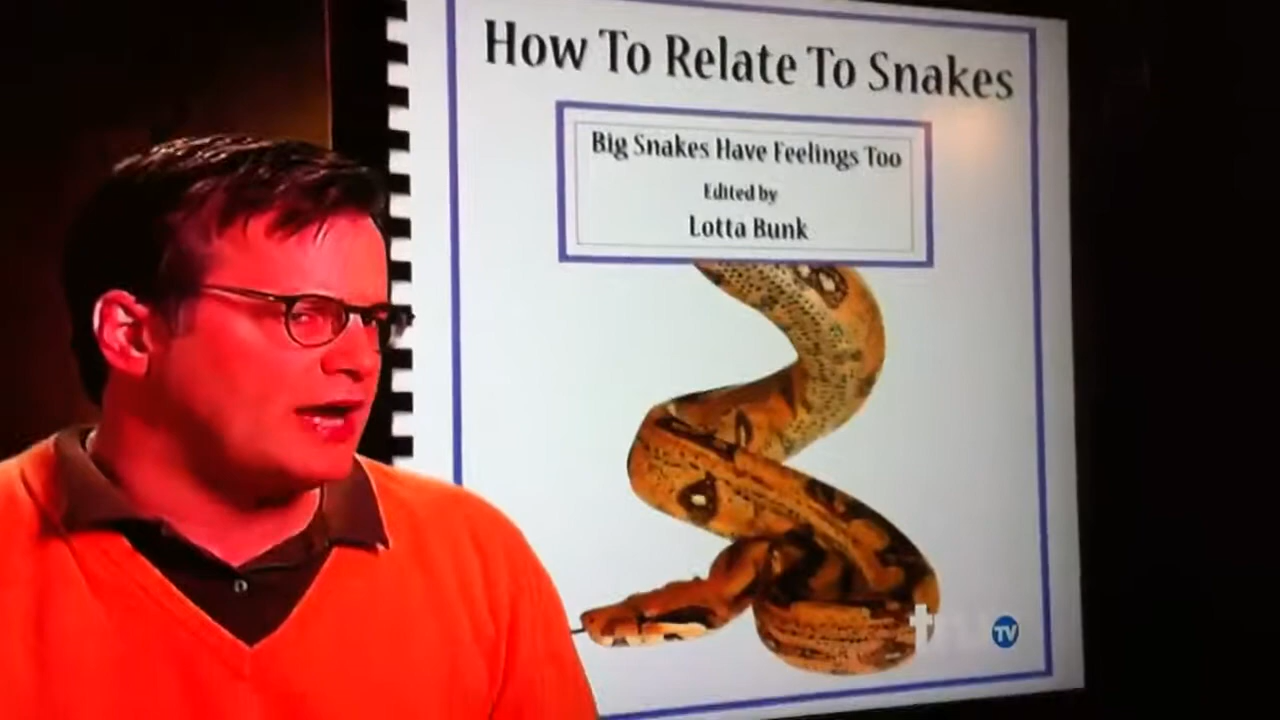 How To Relate To Snakes
Big Snakes Have Feelings Too
Edited by
Lotta Bunk
TV